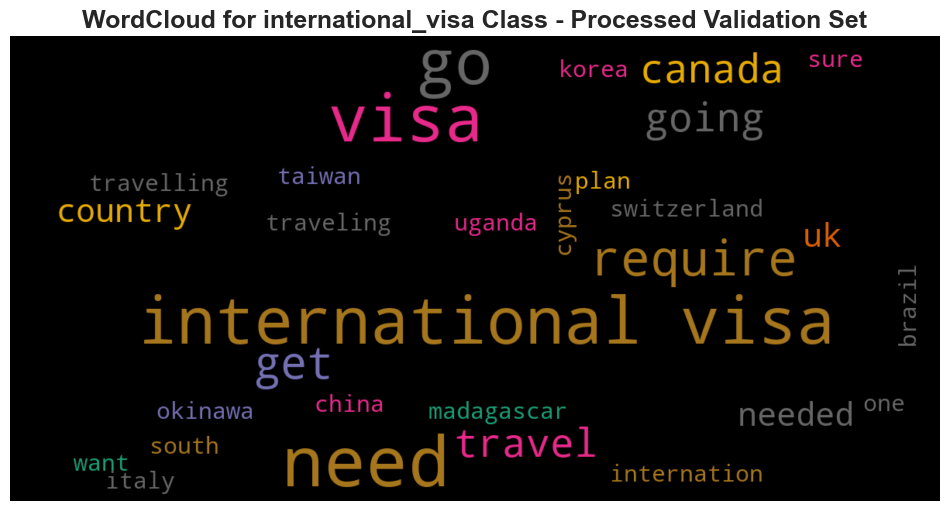 WordCloud for international_visa Class - Processed Validation Set
go
korea
canada
sure
visa
going
travelling
taiwan
plan
country
traveling
uganda
cyprus
switzerland
uk
require
brazil
international visa
get
okinawa
china
madagascar
needed
one
south
need
travel
want
italy
internation